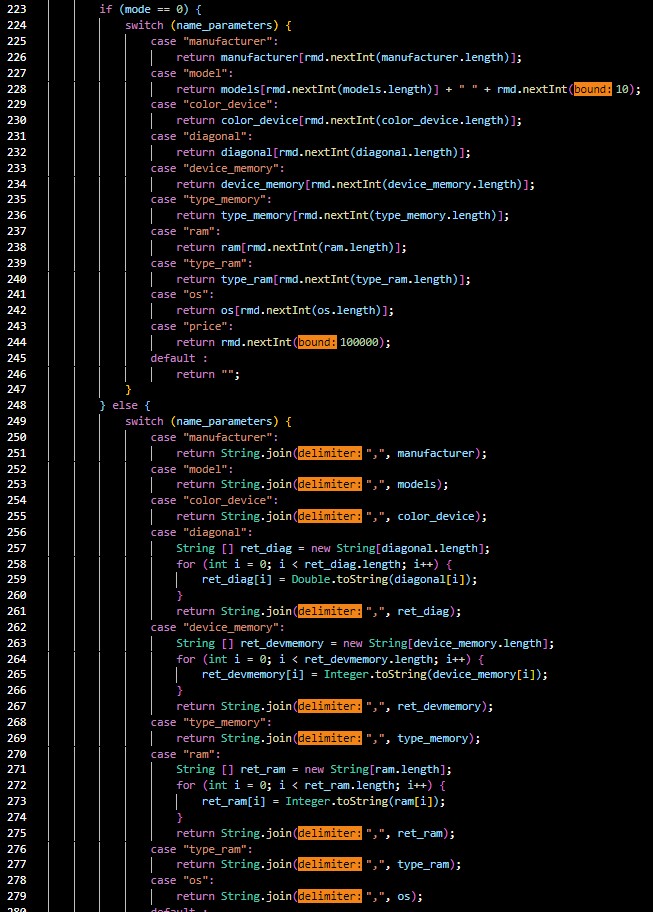 223 if (mode == 0) {
224 switch (name_parameters) {
225 case "manufacturer":
226 return manufacturer[rmd.nextInt(manufacturer.length)];
227 case "model":
228 return models[rmd.nextInt(models.length)] + " " + rmd.nextInt(bound: 10);
229 case "color_device":
230 return color_device[rmd.nextInt(color_device.length)];
231 case "diagonal":
232 return diagonal[rmd.nextInt(diagonal.length)];
233 case "device_memory":
234 return device_memory[rmd.nextInt(device_memory.length)];
235 case "type_memory":
236 return type_memory[rmd.nextInt(type_memory.length)];
237 case "ram":
238 return ram[rmd.nextInt(ram.length)];
239 case "type_ram":
240 return type_ram[rmd.nextInt(type_ram.length)];
241 case "os":
242 return os[rmd.nextInt(os.length)];
243 case "price":
244 return rmd.nextInt(bound: 100000);
245 default :
246 return "";
247 }
248 } else {
249 switch (name_parameters) {
250 case "manufacturer":
251 return String.join(delimiter: ",", manufacturer);
252 case "model":
253 return String.join(delimiter: ",", models);
254 case "color_device":
255 return String.join(delimiter: ",", color_device);
256 case "diagonal":
257 String [] ret_diag = new String[diagonal.length];
258 for (int i = 0; i < ret_diag.length; i++) {
259 ret_diag[i] = Double.toString(diagonal[i]);
260 }
261 return String.join(delimiter: ",", ret_diag);
262 case "device_memory":
263 String [] ret_devmemory = new String[device_memory.length];
264 for (int i = 0; i < ret_devmemory.length; i++) {
265 ret_devmemory[i] = Integer.toString(device_memory[i]);
266 }
267 return String.join(delimiter: ",", ret_devmemory);
268 case "type_memory":
269 return String.join(delimiter: ",", type_memory);
270 case "ram":
271 String [] ret_ram = new String[ram.length];
272 for (int i = 0; i < ret_ram.length; i++) {
273 ret_ram[i] = Integer.toString(ram[i]);
274 }
275 return String.join(delimiter: ",", ret_ram);
276 case "type_ram":
277 return String.join(delimiter: ",", type_ram);
278 case "os":
279 return String.join(delimiter: ",", os);
280 default :